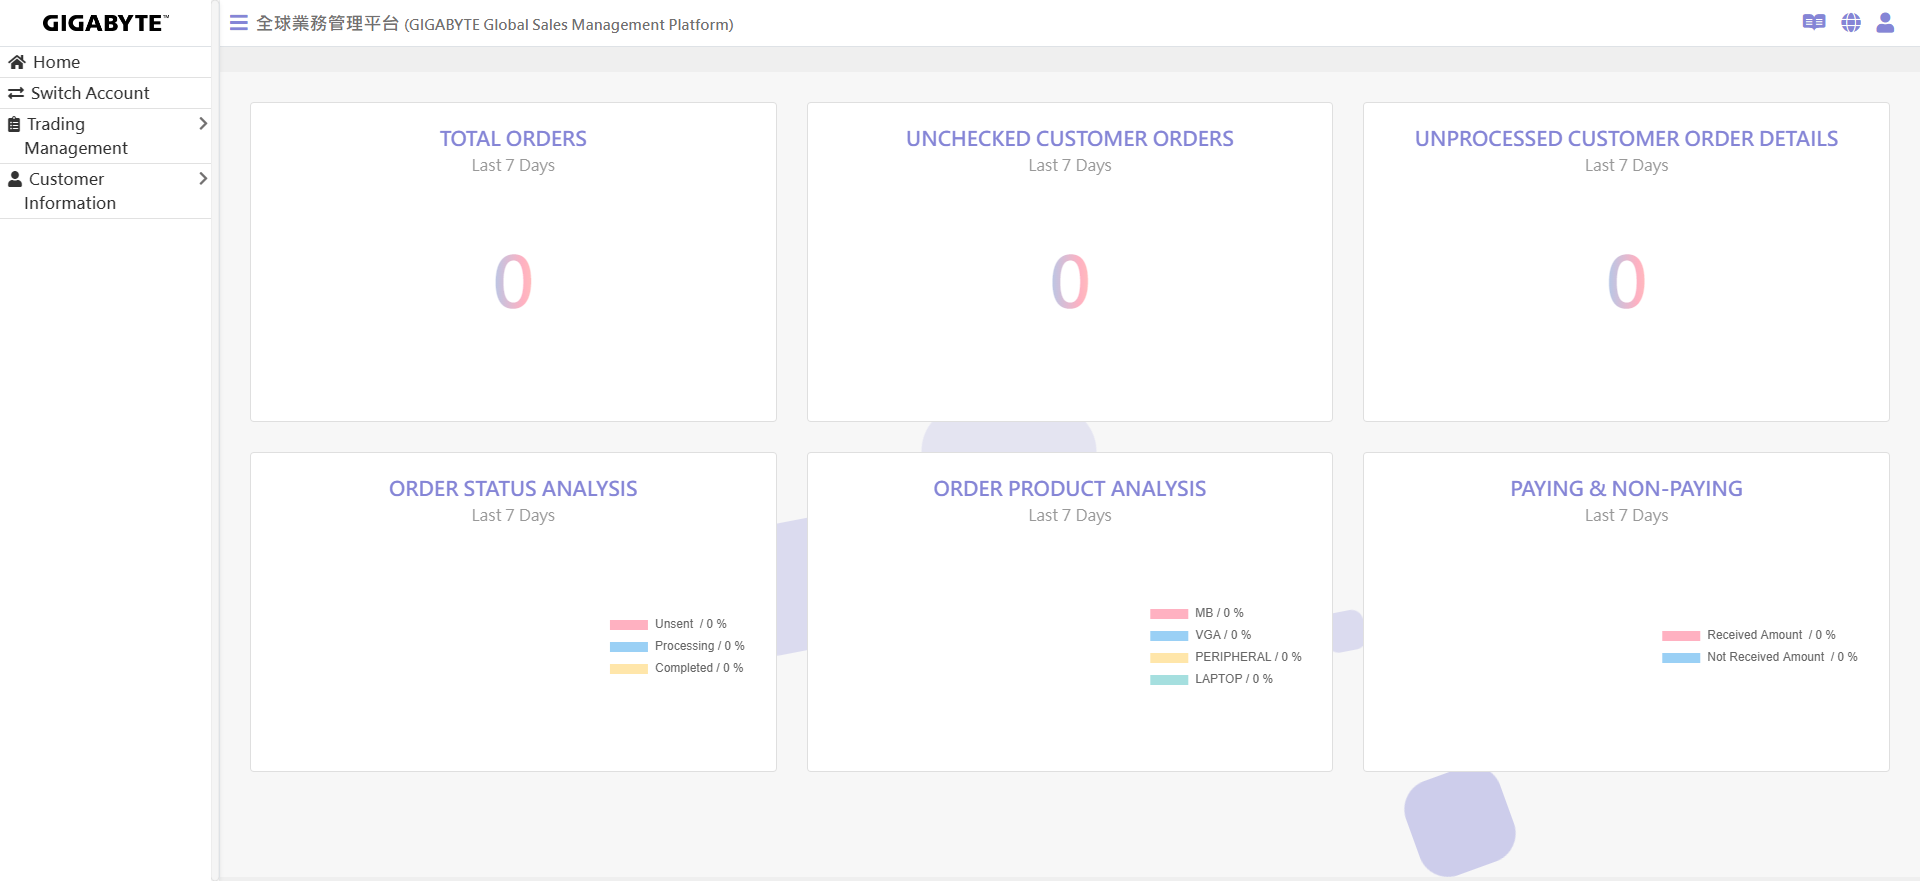 GIGABYTE™
全球業務管理平台 (GIGABYTE Global Sales Management Platform)
Home
Switch Account
Trading
Management
Customer
Information
TOTAL ORDERS
Last 7 Days
0
UNCHECKED CUSTOMER ORDERS
Last 7 Days
0
UNPROCESSED CUSTOMER ORDER DETAILS
Last 7 Days
0
ORDER STATUS ANALYSIS
Last 7 Days
Unsent / 0 %
Processing / 0 %
Completed / 0 %
ORDER PRODUCT ANALYSIS
Last 7 Days
MB / 0 %
VGA / 0 %
PERIPHERAL / 0 %
LAPTOP / 0 %
PAYING & NON-PAYING
Last 7 Days
Received Amount / 0 %
Not Received Amount / 0 %